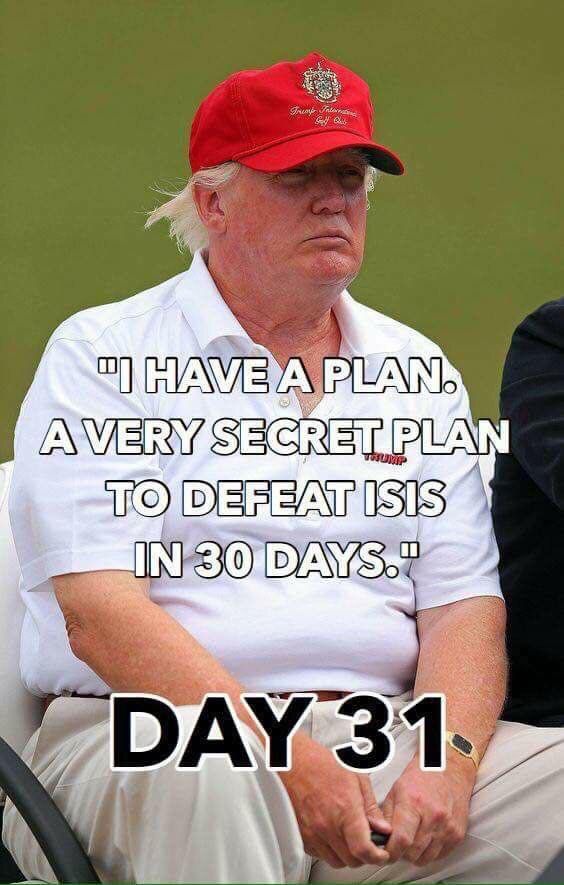 Trump International
Golf Club
"I HAVE A PLAN.
A VERY SECRET PLAN
TRUMP
TO DEFEAT ISIS
IN 30 DAYS."
DAY 31